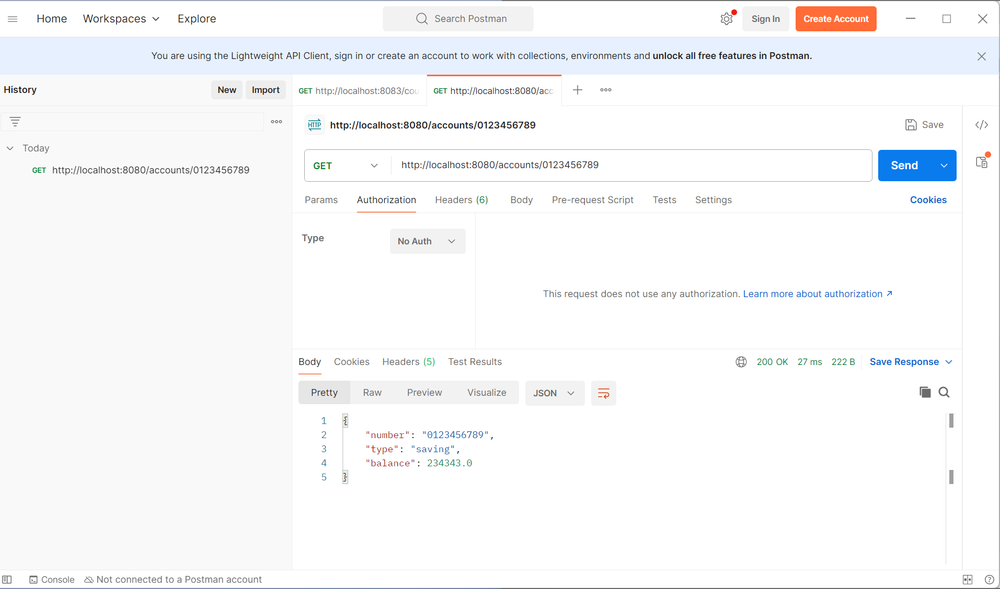 Home Workspaces Explore Search Postman Sign In Create Account
You are using the Lightweight API Client, sign in or create an account to work with collections, environments and unlock all free features in Postman.
History New Import
GET http://localhost:8083/cou GET http://localhost:8080/acc
HTTP http://localhost:8080/accounts/0123456789 Save
Today
GET http://localhost:8080/accounts/0123456789
GET http://localhost:8080/accounts/0123456789 Send
Params Authorization Headers (6) Body Pre-request Script Tests Settings Cookies
Type No Auth
This request does not use any authorization. Learn more about authorization
Body Cookies Headers (5) Test Results 200 OK 27 ms 222 B Save Response
Pretty Raw Preview Visualize JSON
1 {
2 "number": "0123456789",
3 "type": "saving",
4 "balance": 234343.0
5 }
Console Not connected to a Postman account